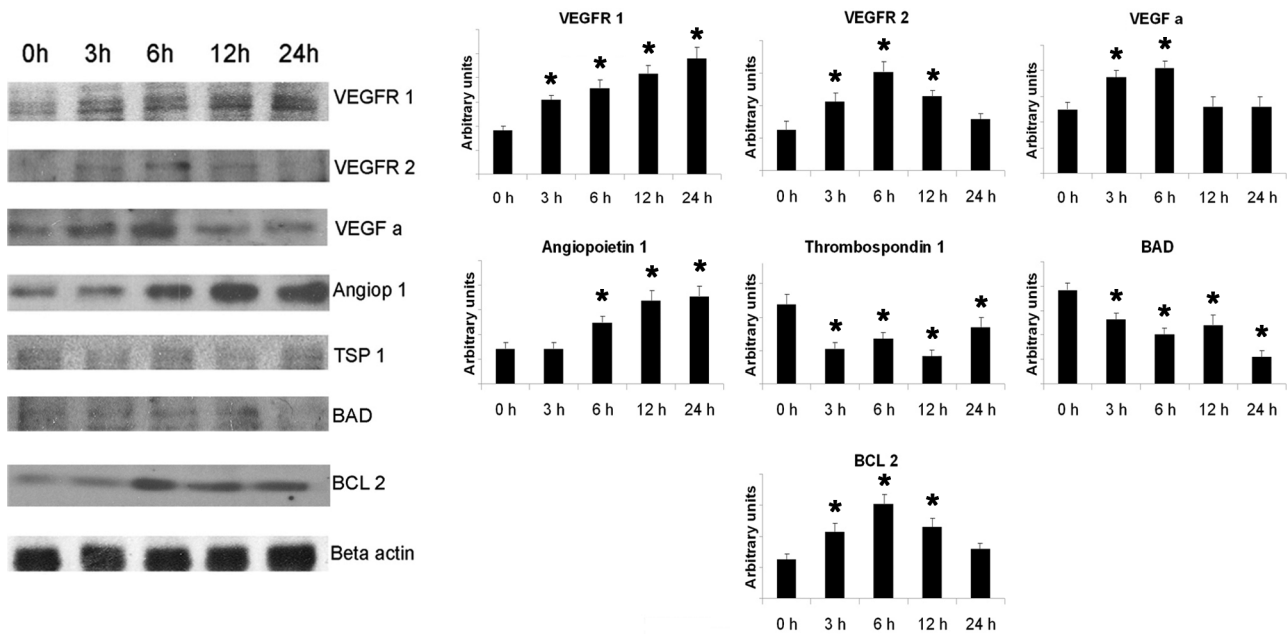 0h 3h 6h 12h 24h
VEGFR 1
VEGFR 2
VEGF a
Angiop 1
TSP 1
BAD
BCL 2
Beta actin
VEGFR 1
Arbitrary units
* * * *
0 h 3 h 6 h 12 h 24 h
VEGFR 2
Arbitrary units
* * *
0 h 3 h 6 h 12 h 24 h
VEGF a
Arbitrary units
* *
0 h 3 h 6 h 12 h 24 h
Angiopoietin 1
Arbitrary units
* * *
0 h 3 h 6 h 12 h 24 h
Thrombospondin 1
Arbitrary units
* * * *
0 h 3 h 6 h 12 h 24 h
BAD
Arbitrary units
* * * *
0 h 3 h 6 h 12 h 24 h
BCL 2
Arbitrary units
* * *
0 h 3 h 6 h 12 h 24 h